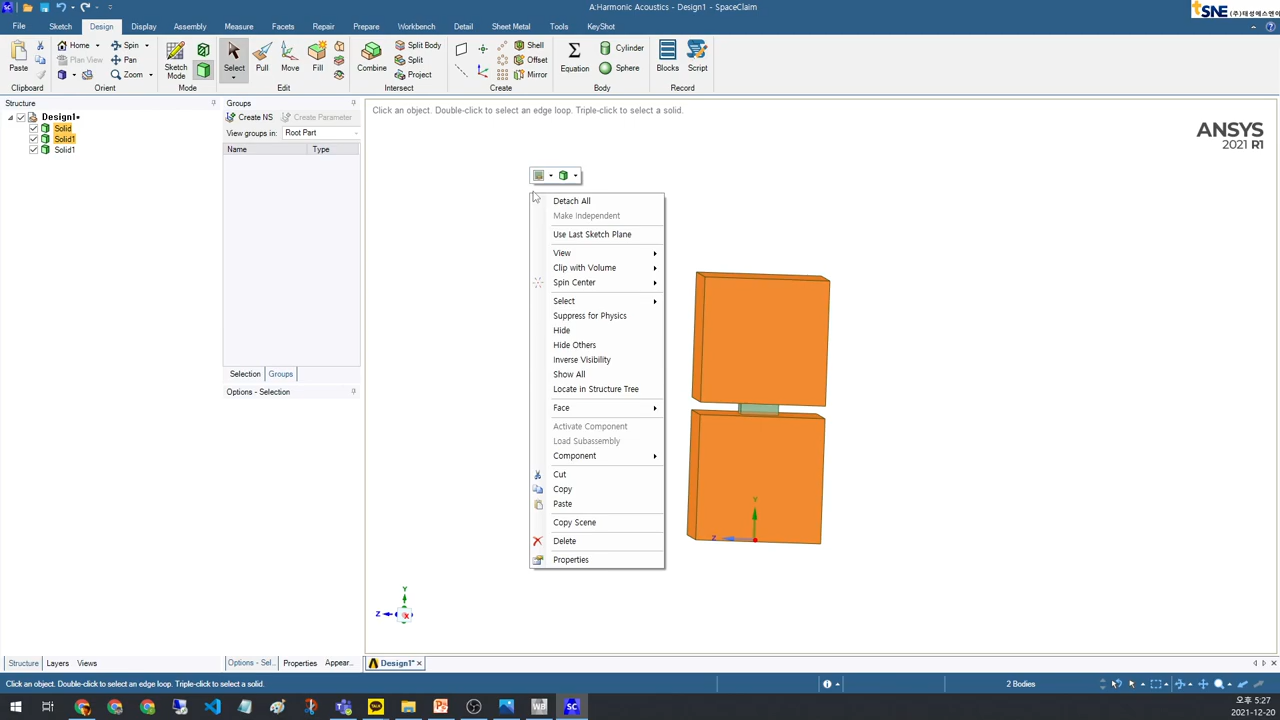 A:Harmonic Acoustics - Design1 - SpaceClaim
SNE (주)태성에스엔이
File Sketch Design Display Assembly Measure Facets Repair Prepare Workbench Detail Sheet Metal Tools KeyShot
Paste
Clipboard
Home Spin
Plan View Pan
Zoom
Orient
Sketch Mode
Mode
Select Pull Move Fill
Edit
Combine
Split Body
Split
Project
Intersect
Shell
Offset
Mirror
Create
Equation
Cylinder
Sphere
Body
Blocks Script
Record
Structure
Design1*
Solid
Solid1
Solid1
Groups
Create NS Create Parameter
View groups in: Root Part
Name Type
Selection Groups
Options - Selection
Click an object. Double-click to select an edge loop. Triple-click to select a solid.
ANSYS
2021 R1
Detach All
Make Independent
Use Last Sketch Plane
View
Clip with Volume
Spin Center
Select
Suppress for Physics
Hide
Hide Others
Inverse Visibility
Show All
Locate in Structure Tree
Face
Activate Component
Load Subassembly
Component
Cut
Copy
Paste
Copy Scene
Delete
Properties
Y
Z
Y
Z
X
Structure Layers Views
Options - Sel... Properties Appear...
Design1*
Click an object. Double-click to select an edge loop. Triple-click to select a solid.
2 Bodies
오후 5:27
2021-12-20